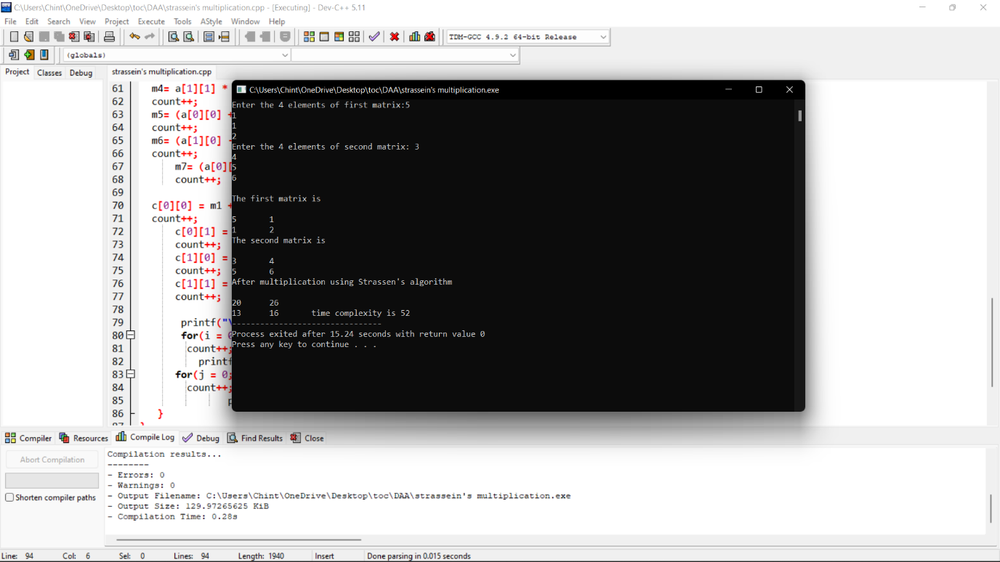 C:\Users\Chint\OneDrive\Desktop\toc\DAA\strassein's multiplication.cpp - [Executing] - Dev-C++ 5.11
File Edit Search View Project Execute Tools AStyle Window Help
TDM-GCC 4.9.2 64-bit Release
(globals)
Project Classes Debug
strassein's multiplication.cpp
61 m4= a[1][1] *
62 count++;
63 m5= (a[0][0] +
64 count++;
65 m6= (a[1][0] -
66 count++;
67 m7= (a[0][
68 count++;
69
70 c[0][0] = m1 +
71 count++;
72 c[0][1] =
73 count++;
74 c[1][0] =
75 count++;
76 c[1][1] =
77 count++;
78
79 printf("\
80 for(i = 0
81 count++;
82 printf
83 for(j = 0;
84 count++;
85 p
86 }
87 }
C:\Users\Chint\OneDrive\Desktop\toc\DAA\strassein's multiplication.exe
Enter the 4 elements of first matrix:5
1
1
2
Enter the 4 elements of second matrix: 3
4
5
6
The first matrix is
5 1
1 2
The second matrix is
3 4
5 6
After multiplication using Strassen's algorithm
20 26
13 16 time complexity is 52
--------------------------------
Process exited after 15.24 seconds with return value 0
Press any key to continue . . .
Compiler Resources Compile Log Debug Find Results Close
Abort Compilation
Shorten compiler paths
Compilation results...
--------
- Errors: 0
- Warnings: 0
- Output Filename: C:\Users\Chint\OneDrive\Desktop\toc\DAA\strassein's multiplication.exe
- Output Size: 129.97265625 KiB
- Compilation Time: 0.28s
Line: 94 Col: 6 Sel: 0 Lines: 94 Length: 1940 Insert Done parsing in 0.015 seconds